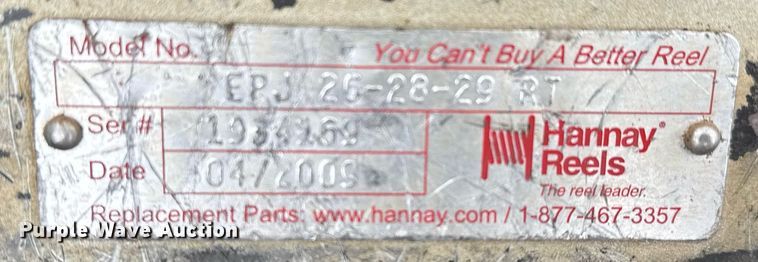 Model No. You Can't Buy A Better Reel
EPJ 26-28-29 RT
Ser #
Hannay®
Date 04/2009
Reels
The reel leader.
Replacement Parts: www.hannay.com / 1-877-467-3357
Purple Wave Auction